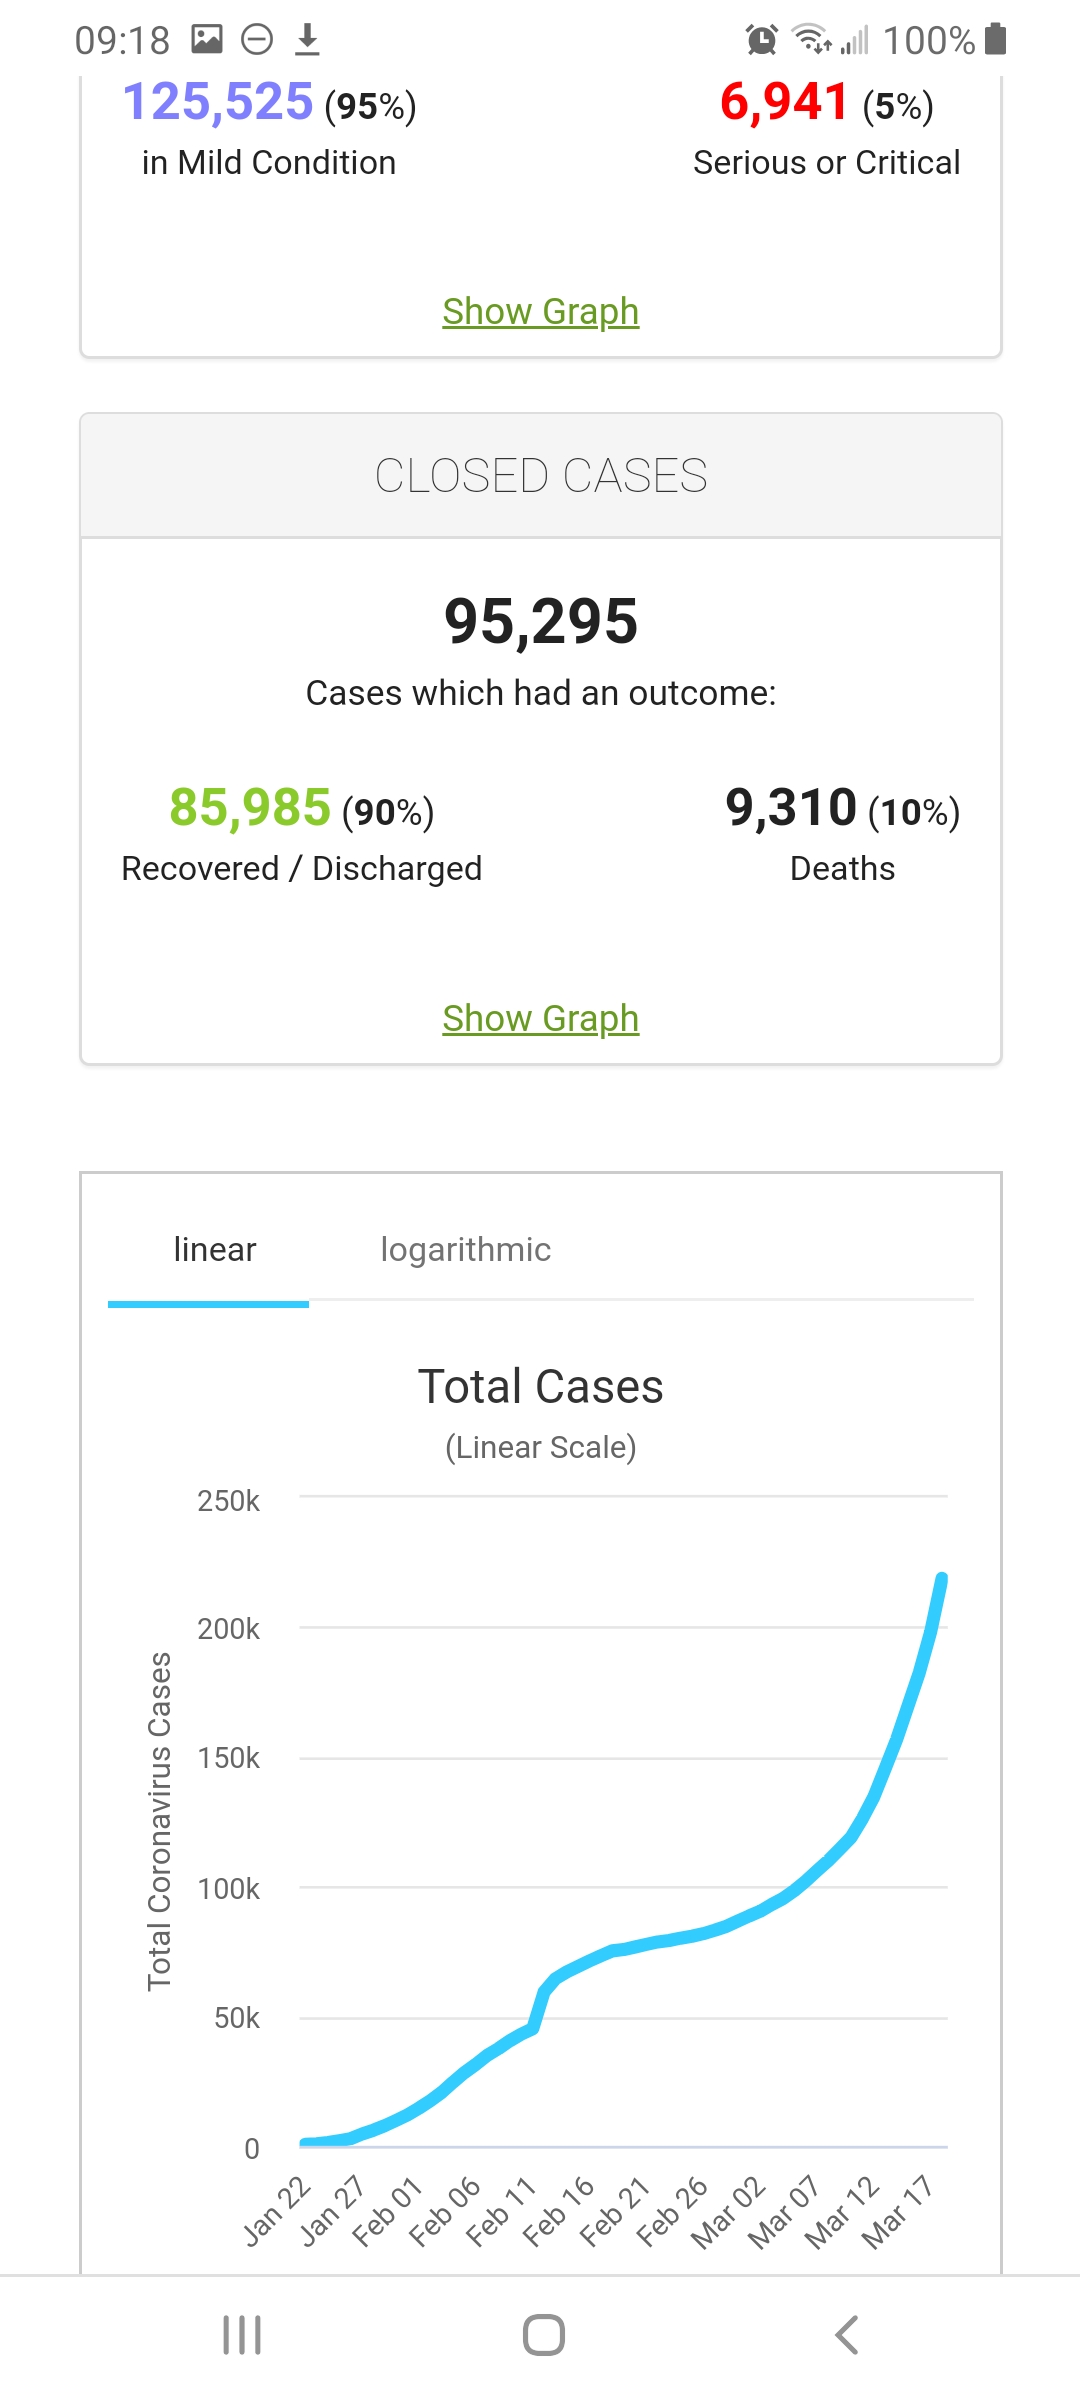 09:18 100%
125,525 (95%) 6,941 (5%)
in Mild Condition Serious or Critical
Show Graph
CLOSED CASES
95,295
Cases which had an outcome:
85,985 (90%) 9,310 (10%)
Recovered / Discharged Deaths
Show Graph
linear logarithmic
Total Cases
(Linear Scale)
Total Coronavirus Cases
250k
200k
150k
100k
50k
0
Jan 22 Jan 27 Feb 01 Feb 06 Feb 11 Feb 16 Feb 21 Feb 26 Mar 02 Mar 07 Mar 12 Mar 17